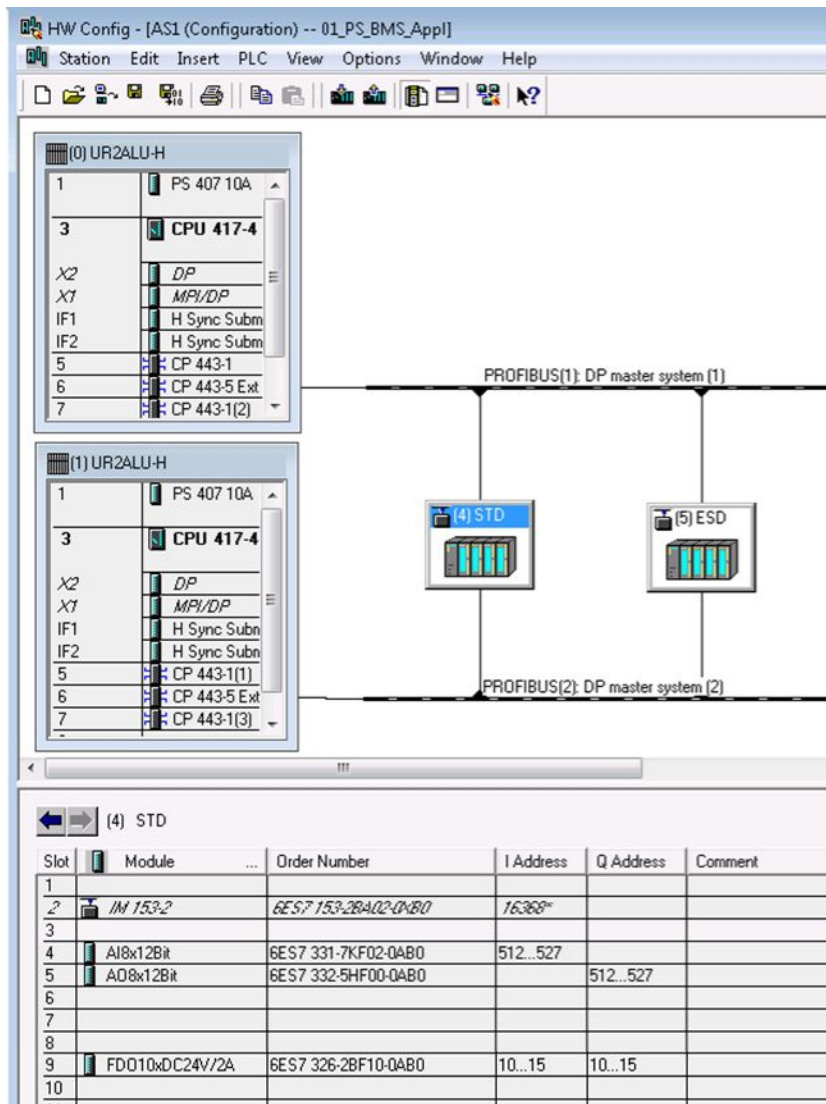 HW Config - [AS1 (Configuration) -- 01_PS_BMS_Appl]
Station Edit Insert PLC View Options Window Help
(0) UR2ALU-H
1 PS 407 10A
3 CPU 417-4
X2 DP
X1 MPI/DP
IF1 H Sync Subm
IF2 H Sync Subm
5 CP 443-1
6 CP 443-5 Ext
7 CP 443-1(2)
PROFIBUS(1): DP master system (1)
(1) UR2ALU-H
1 PS 407 10A
3 CPU 417-4
X2 DP
X1 MPI/DP
IF1 H Sync Subn
IF2 H Sync Subn
5 CP 443-1(1)
6 CP 443-5 Ext
7 CP 443-1(3)
(4) STD
(5) ESD
PROFIBUS(2): DP master system (2)
(4) STD
Slot Module ... Order Number I Address Q Address Comment
1
2 IM 153-2 6ES7 153-2BA02-0XB0 16368*
3
4 AI8x12Bit 6ES7 331-7KF02-0AB0 512...527
5 AO8x12Bit 6ES7 332-5HF00-0AB0 512...527
6
7
8
9 FDO10xDC24V/2A 6ES7 326-2BF10-0AB0 10...15 10...15
10